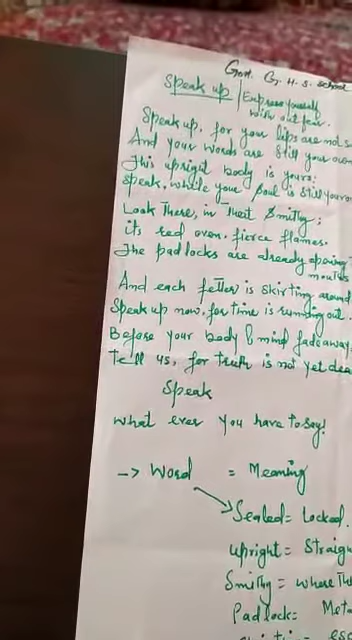 Govt. G. H. S. School
Speak up / Express yourself
with out fear.
Speak up, for your lips are not s
And your words are still your own
This upright body is yours;
Speak, while your soul is still your
Look There, in Their Smithy;
its red oven, fierce flames.
The padlocks are already opening
mouths
And each fetter is skirting around
Speak up now, for time is running out.
Before your body & mind fade away.
tell us, for truth is not yet dea
Speak
what ever you have to say!
-> Word = Meaning
Sealed = Locked.
upright = Straig
Smithy = where The
Padlock = Meta